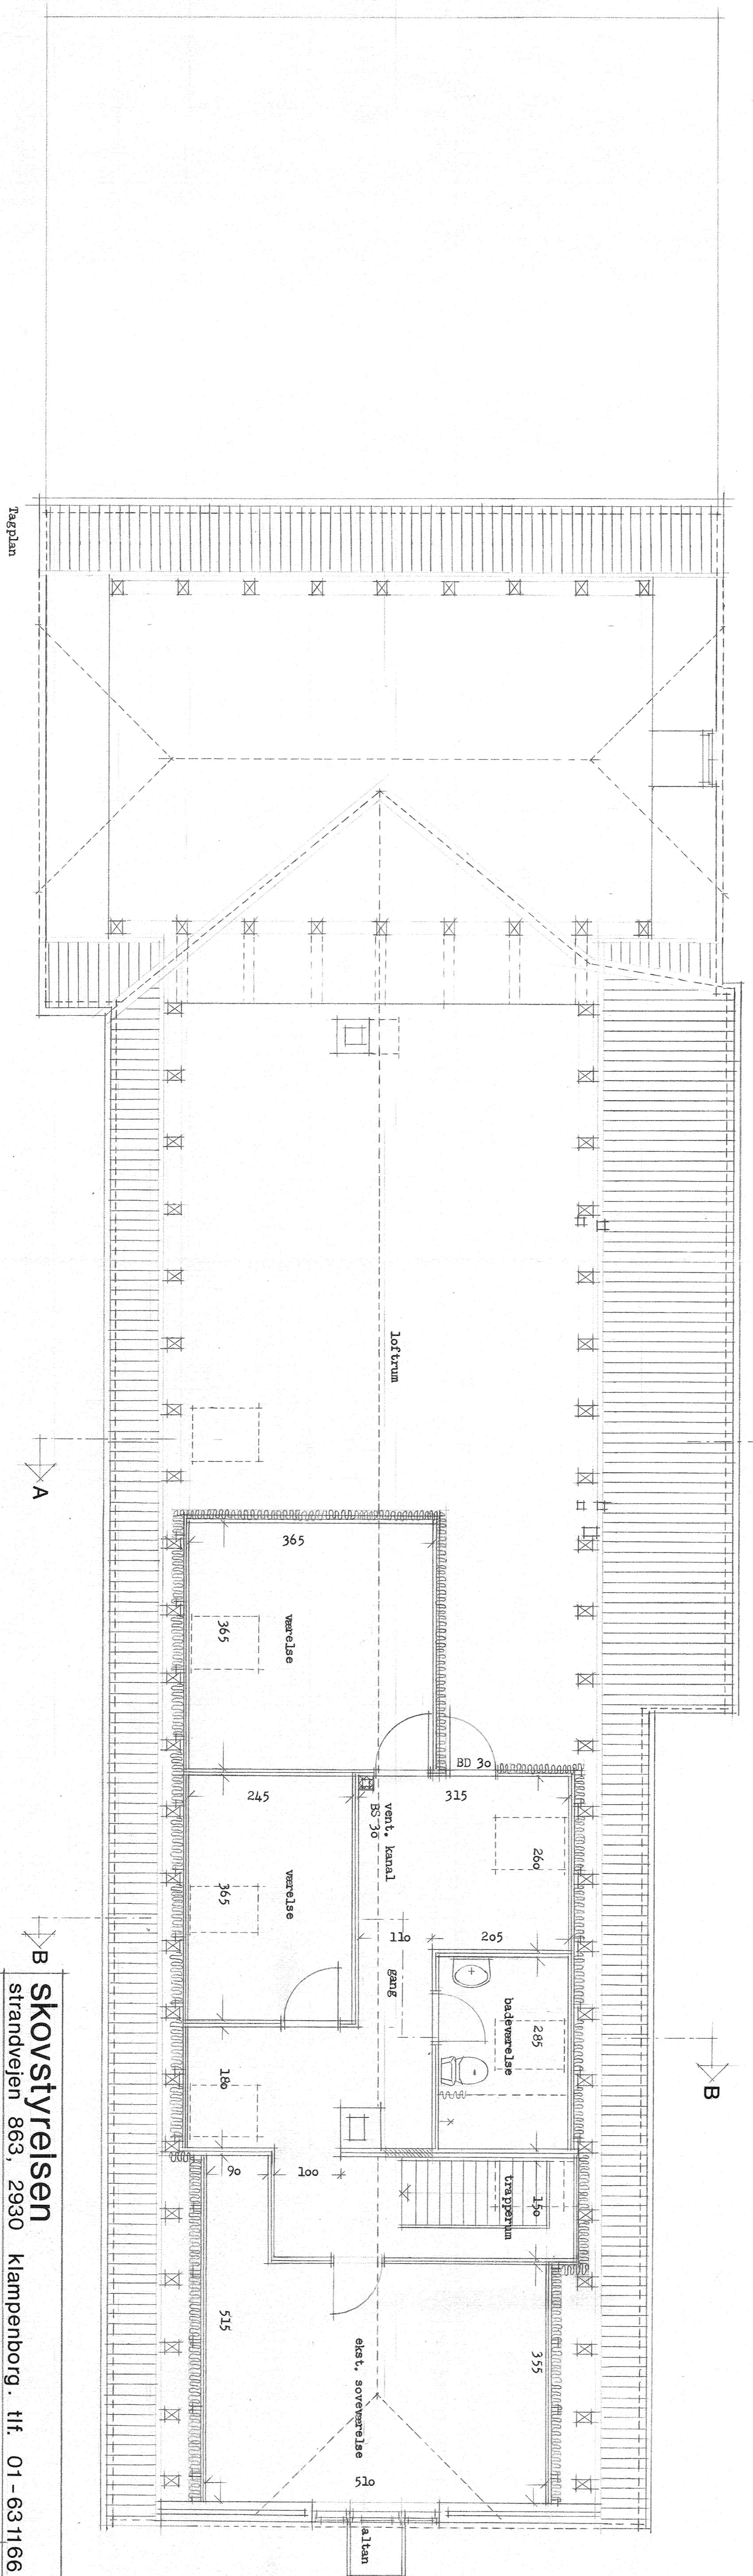 Tagplan
loftrum
A
365
365
værelse
BD 30
245
315
vent. kanal
BS 30
260
365
værelse
110
205
gang
B
badeværelse
285
B
180
90
100
trapperum
150
515
355
ekst. soveværelse
510
altan
skovstyrelsen
strandvejen 863, 2930 klampenborg. tlf. 01-631166